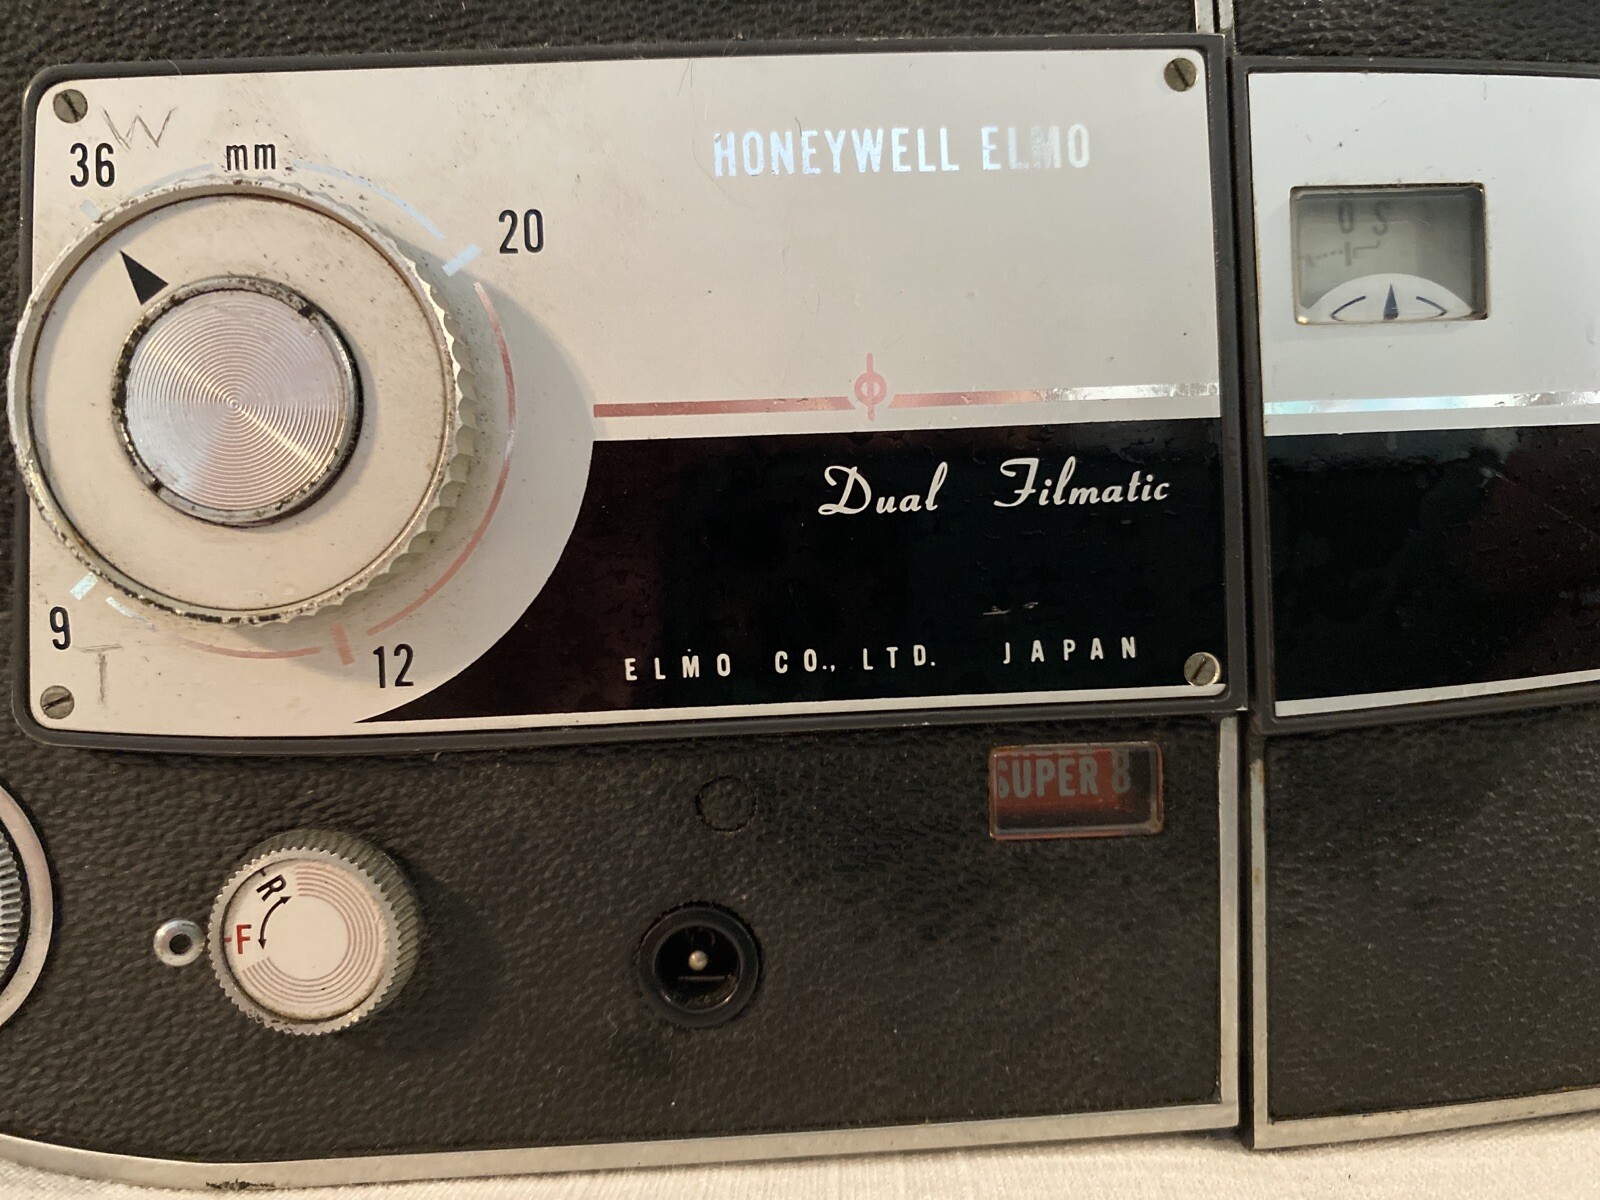 W
36
mm
20
9
T
12
HONEYWELL ELMO
Dual Filmatic
ELMO CO., LTD. JAPAN
SUPER 8
R
F